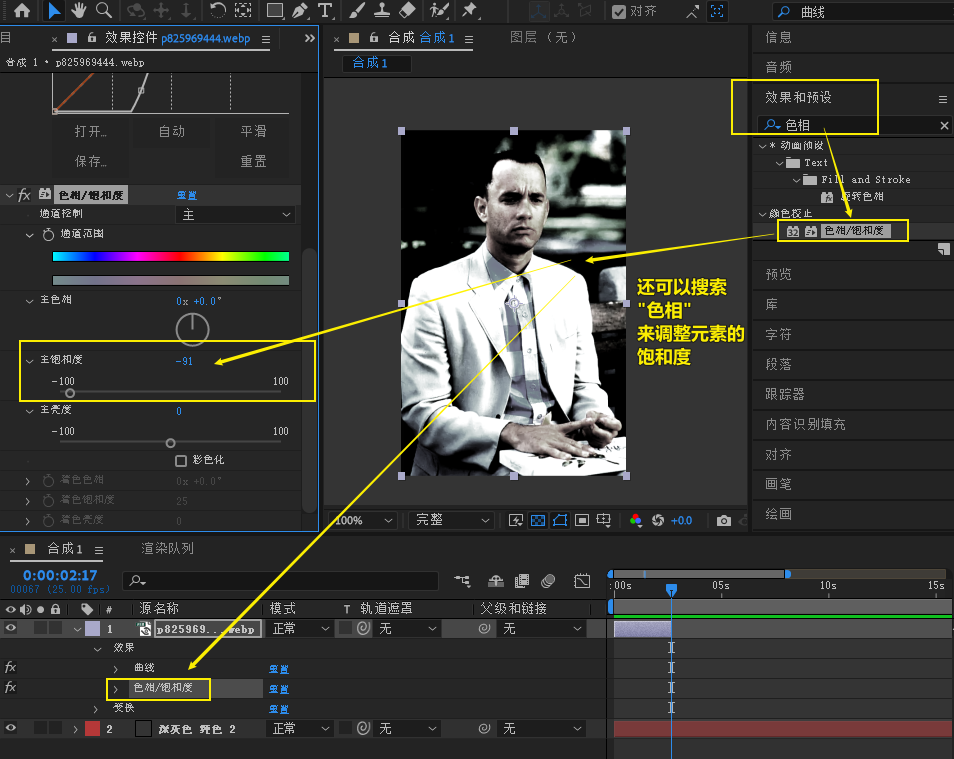 对齐
曲线
目
× 效果控件 p825969444.webp
合成 1 • p825969444.webp
× 合成 合成 1
图层（无）
合成 1
信息
音频
效果和预设
色相
动画预设
Text
Fill and Stroke
旋转色相
颜色校正
32 色相/饱和度
预览
库
字符
段落
跟踪器
内容识别填充
对齐
画笔
绘画
打开…
自动
平滑
保存…
重置
fx 色相/饱和度
重置
通道控制
主
通道范围
主色相
0x +0.0°
主饱和度
-91
-100
100
主亮度
0
-100
100
彩色化
着色色相
0x +0.0°
着色饱和度
25
着色亮度
0
还可以搜索
"色相"
来调整元素的
饱和度
100%
完整
+0.0
× 合成 1
渲染队列
0:00:02:17
00067 (25.00 fps)
:00s
05s
10s
15s
#
源名称
模式
T 轨道遮罩
父级和链接
1 p825969...webp
正常
无
无
效果
fx 曲线
重置
fx 色相/饱和度
重置
变换
重置
2 深灰色 纯色 2
正常
无
无